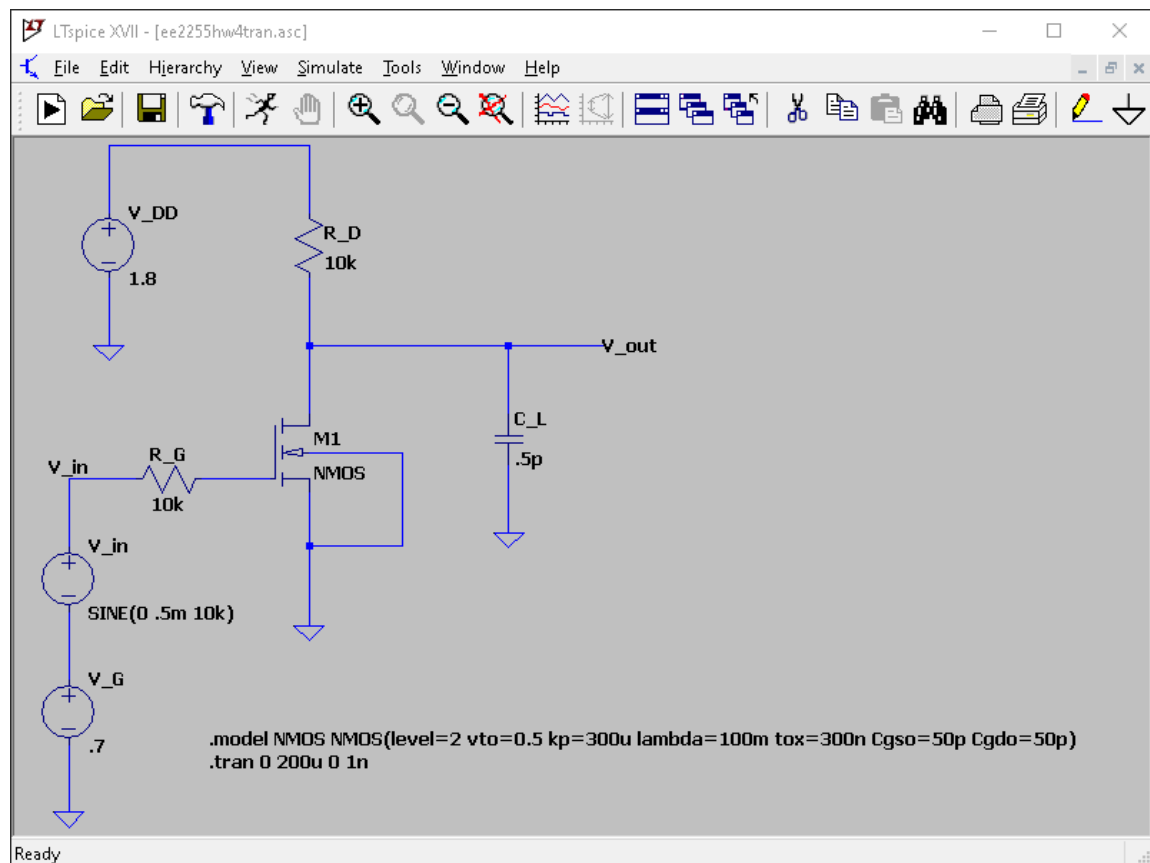 LTspice XVII - [ee2255hw4tran.asc]
File Edit Hierarchy View Simulate Tools Window Help
V_DD
1.8
R_D
10k
V_out
C_L
.5p
M1
NMOS
R_G
10k
V_in
V_in
SINE(0 .5m 10k)
V_G
.7
.model NMOS NMOS(level=2 vto=0.5 kp=300u lambda=100m tox=300n Cgso=50p Cgdo=50p)
.tran 0 200u 0 1n
Ready